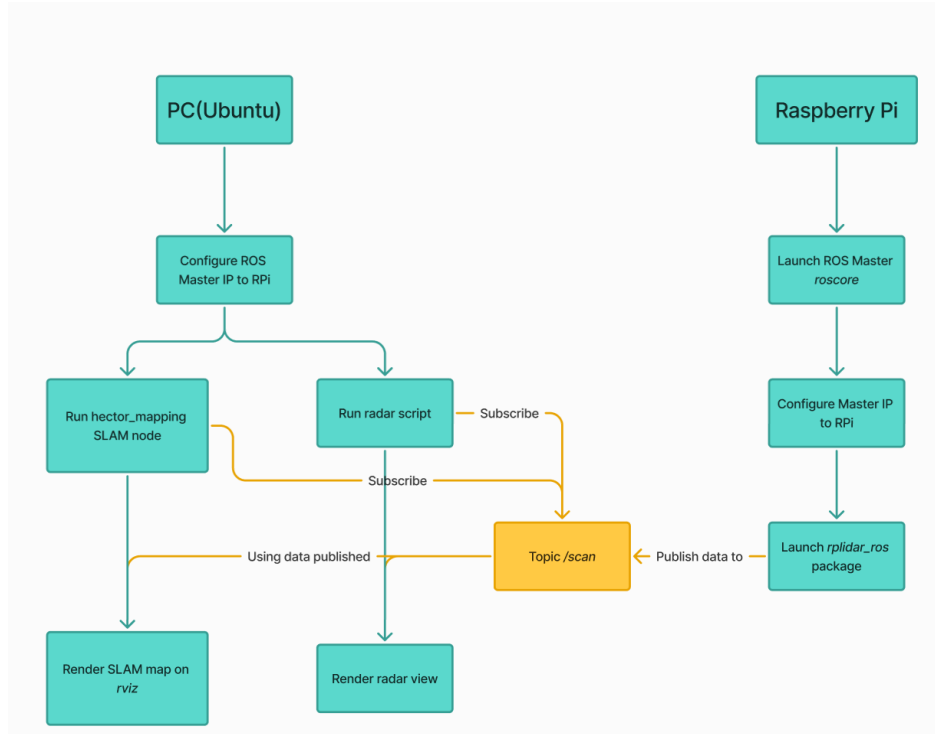 PC(Ubuntu)
Raspberry Pi
Configure ROS
Master IP to RPi
Launch ROS Master
roscore
Run hector_mapping
SLAM node
Run radar script
Subscribe
Configure Master IP
to RPi
Subscribe
Using data published
Topic /scan
Publish data to
Launch rplidar_ros
package
Render SLAM map on
rviz
Render radar view